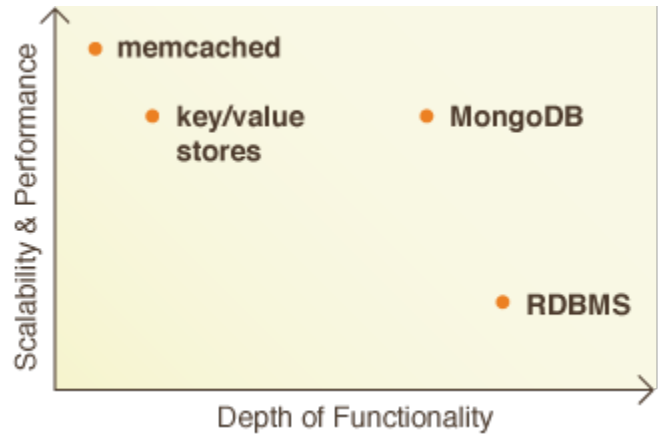 memcached
key/value
stores
MongoDB
RDBMS
Scalability & Performance
Depth of Functionality